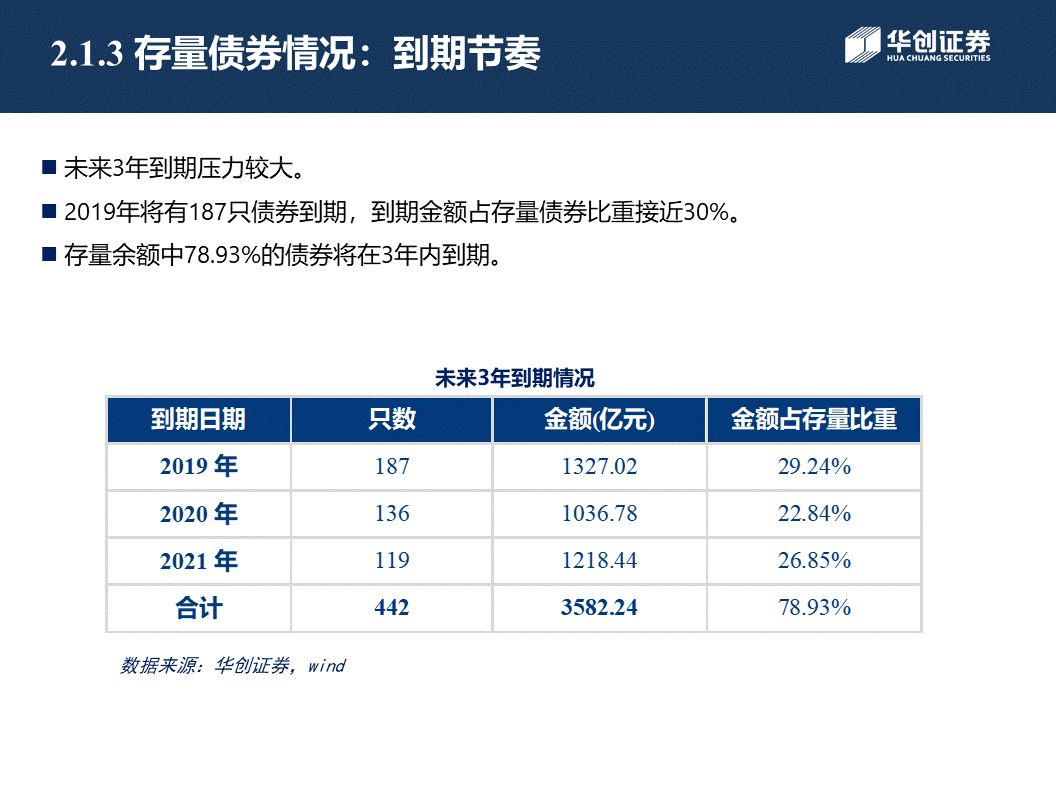 2.1.3 存量债券情况：到期节奏
华创证券
HUA CHUANG SECURITIES
未来3年到期压力较大。
2019年将有187只债券到期，到期金额占存量债券比重接近30%。
存量余额中78.93%的债券将在3年内到期。
未来3年到期情况
到期日期 只数 金额(亿元) 金额占存量比重
2019 年 187 1327.02 29.24%
2020 年 136 1036.78 22.84%
2021 年 119 1218.44 26.85%
合计 442 3582.24 78.93%
数据来源：华创证券，wind